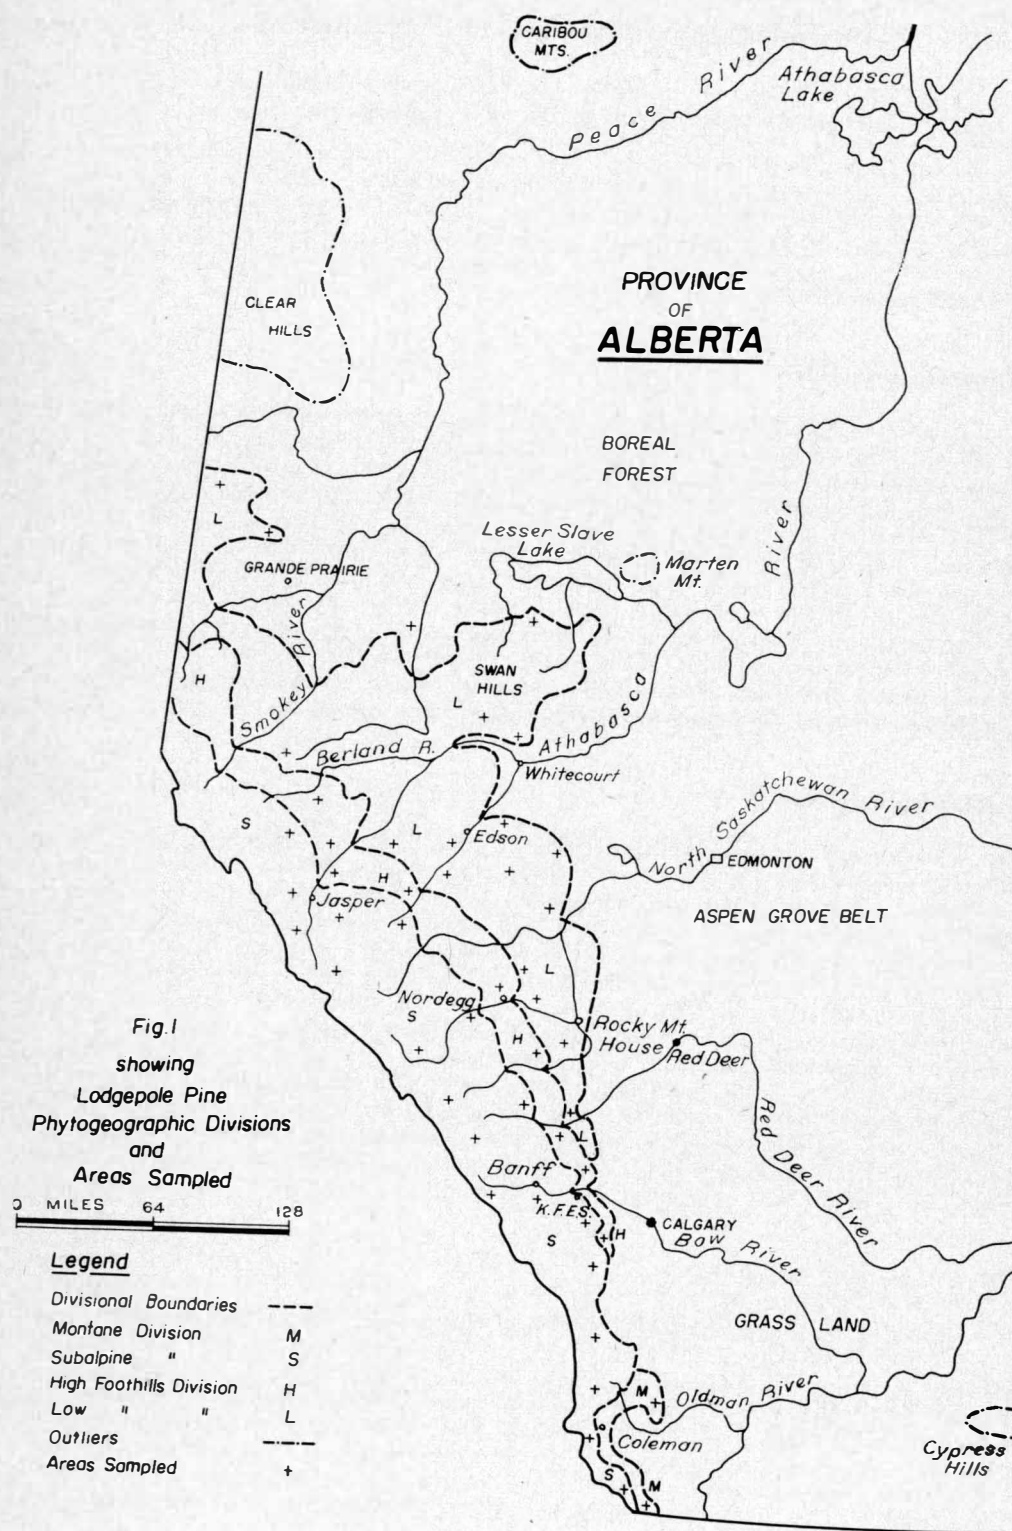 CARIBOU
MTS.
Peace River
Athabasca
Lake
CLEAR
HILLS
PROVINCE
OF
ALBERTA
BOREAL
FOREST
L
GRANDE PRAIRIE
Lesser Slave
Lake
Marten
Mt.
River
River
H
Smokey
SWAN
HILLS
L
Athabasca
Berland R.
Whitecourt
S
L
Edson
North Saskatchewan River
EDMONTON
H
Jasper
ASPEN GROVE BELT
L
Nordegg
S
Rocky Mt.
House
H
Red Deer
Red Deer River
L
Banff
K.F.E.S.
S
H
CALGARY
Bow River
GRASS LAND
M
Oldman River
Coleman
S
M
Cypress
Hills
Fig.1
showing
Lodgepole Pine
Phytogeographic Divisions
and
Areas Sampled
0 MILES 64 128
Legend
Divisional Boundaries
Montane Division M
Subalpine " S
High Foothills Division H
Low " " L
Outliers
Areas Sampled +